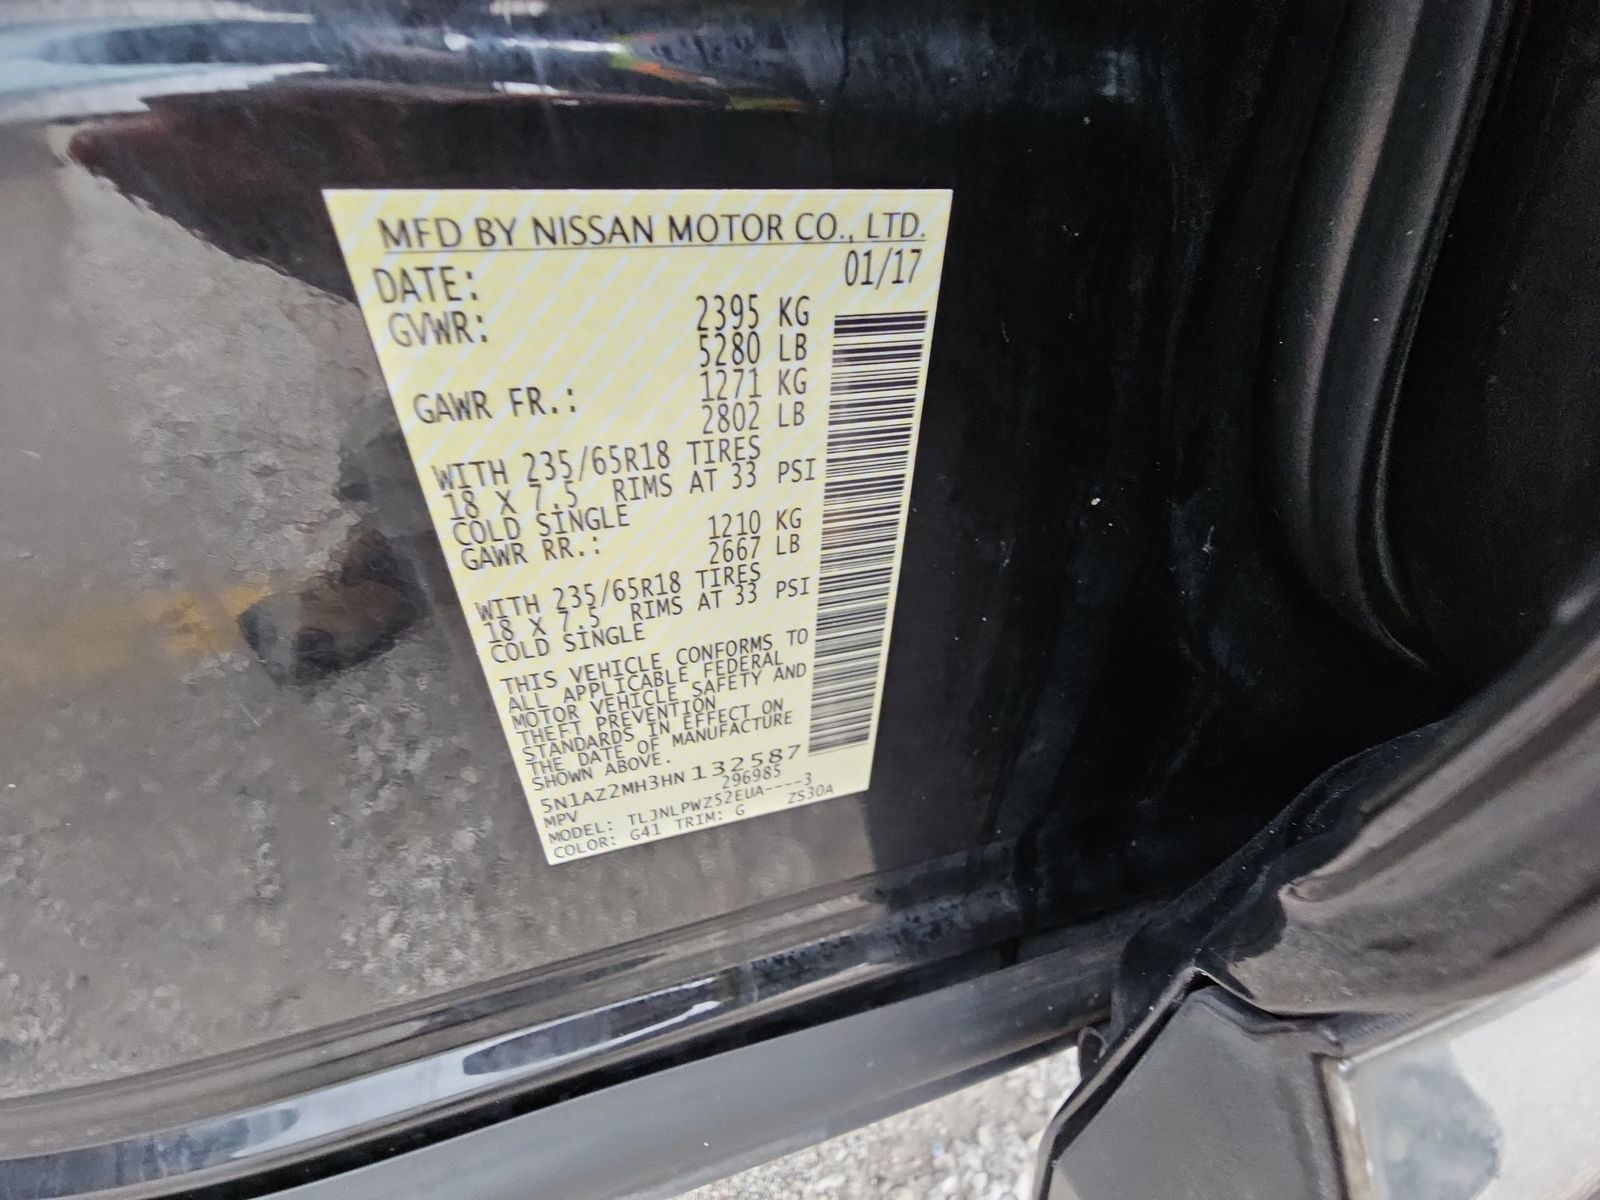 MFD BY NISSAN MOTOR CO., LTD.
DATE: 01/17
GVWR: 2395 KG
5280 LB
GAWR FR.: 1271 KG
2802 LB
WITH 235/65R18 TIRES
18 X 7.5 RIMS AT 33 PSI
COLD SINGLE
GAWR RR.: 1210 KG
2667 LB
WITH 235/65R18 TIRES
18 X 7.5 RIMS AT 33 PSI
COLD SINGLE
THIS VEHICLE CONFORMS TO
ALL APPLICABLE FEDERAL
MOTOR VEHICLE SAFETY AND
THEFT PREVENTION
STANDARDS IN EFFECT ON
THE DATE OF MANUFACTURE
SHOWN ABOVE.
5N1AZ2MH3HN 132587
MPV 296985
MODEL: TLJNLPWZ52EUA----3
COLOR: G41 TRIM: G ZS30A